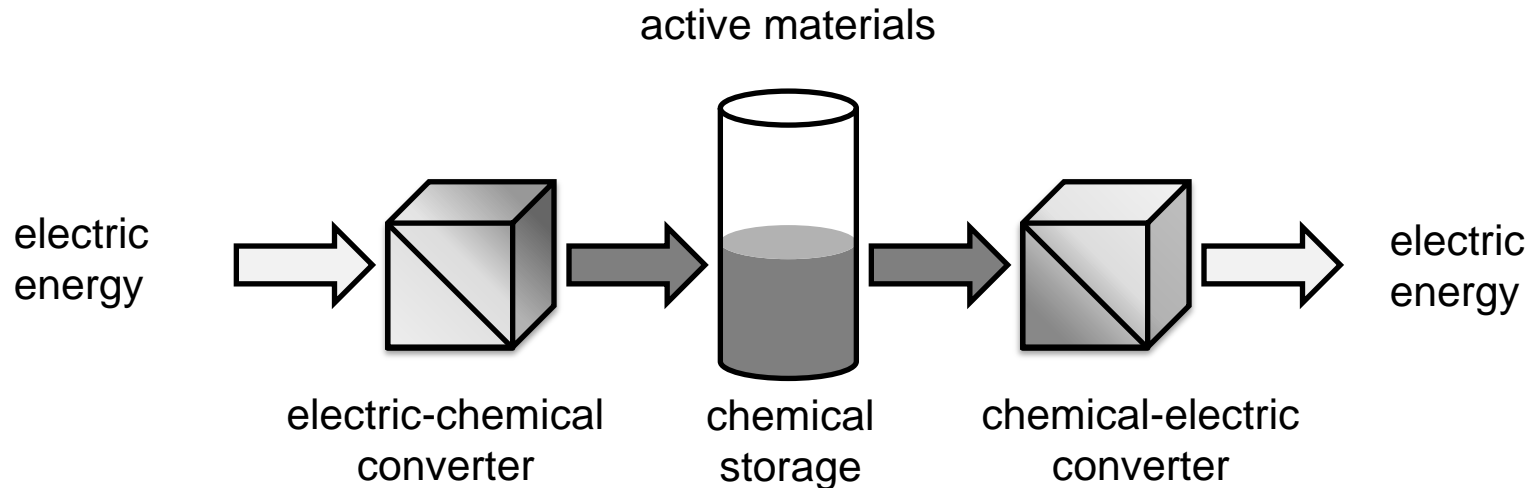 active materials
electric
energy
electric
energy
electric-chemical
converter
chemical
storage
chemical-electric
converter